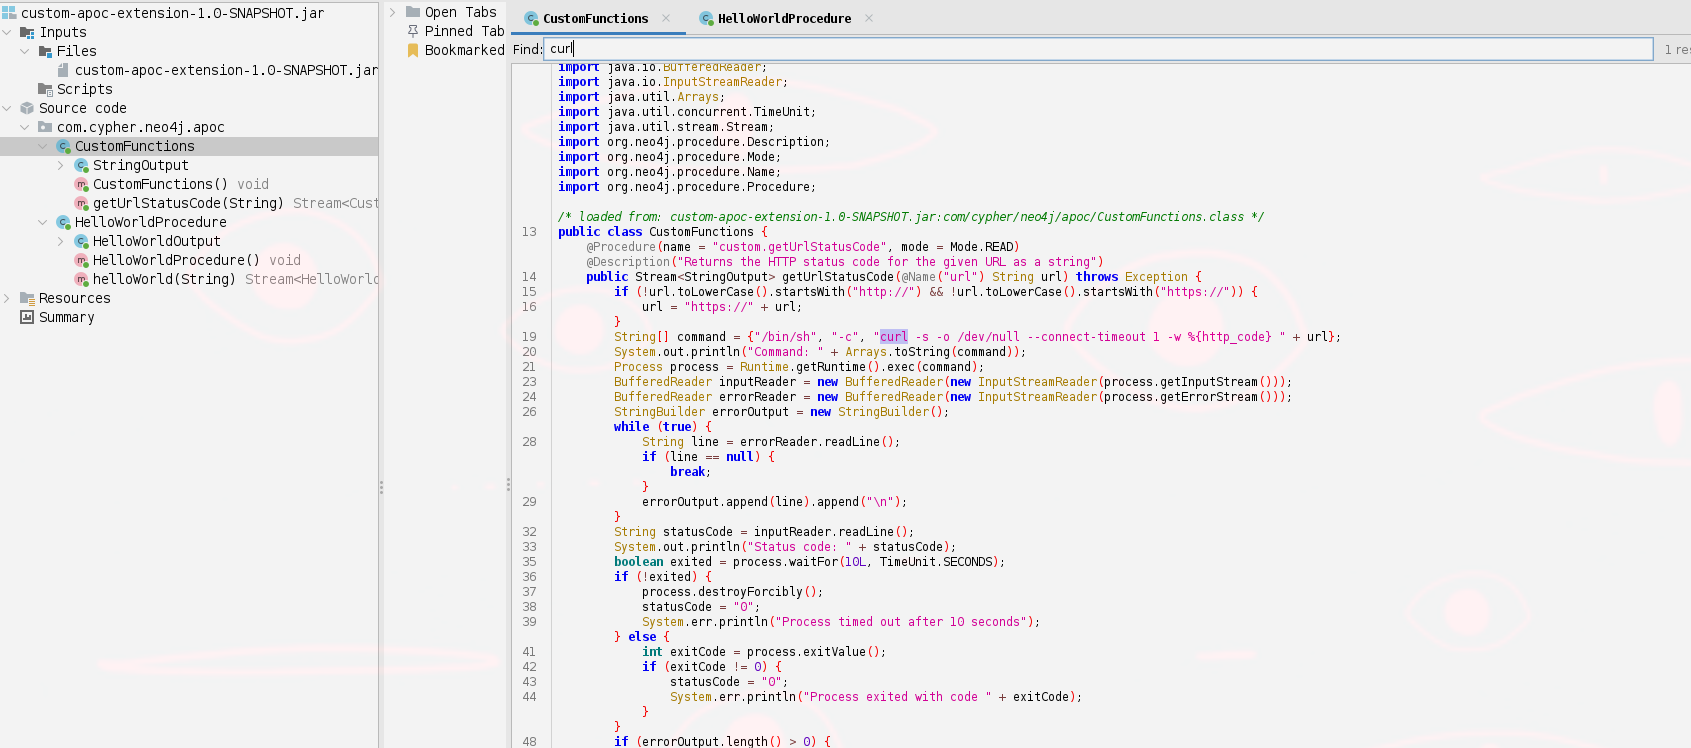 custom-apoc-extension-1.0-SNAPSHOT.jar
Inputs
Files
custom-apoc-extension-1.0-SNAPSHOT.jar
Scripts
Source code
com.cypher.neo4j.apoc
CustomFunctions
StringOutput
CustomFunctions() void
getUrlStatusCode(String) Stream<Cust
HelloWorldProcedure
HelloWorldOutput
HelloWorldProcedure() void
helloWorld(String) Stream<HelloWorld
Resources
Summary
Open Tabs
Pinned Tab
Bookmarked
CustomFunctions
HelloWorldProcedure
Find: curl
1 res
import java.io.BufferedReader;
import java.io.InputStreamReader;
import java.util.Arrays;
import java.util.concurrent.TimeUnit;
import java.util.stream.Stream;
import org.neo4j.procedure.Description;
import org.neo4j.procedure.Mode;
import org.neo4j.procedure.Name;
import org.neo4j.procedure.Procedure;
/* loaded from: custom-apoc-extension-1.0-SNAPSHOT.jar:com/cypher/neo4j/apoc/CustomFunctions.class */
13 public class CustomFunctions {
@Procedure(name = "custom.getUrlStatusCode", mode = Mode.READ)
@Description("Returns the HTTP status code for the given URL as a string")
14 public Stream<StringOutput> getUrlStatusCode(@Name("url") String url) throws Exception {
15 if (!url.toLowerCase().startsWith("http://") && !url.toLowerCase().startsWith("https://")) {
16 url = "https://" + url;
}
19 String[] command = {"/bin/sh", "-c", "curl -s -o /dev/null --connect-timeout 1 -w %{http_code} " + url};
20 System.out.println("Command: " + Arrays.toString(command));
21 Process process = Runtime.getRuntime().exec(command);
23 BufferedReader inputReader = new BufferedReader(new InputStreamReader(process.getInputStream()));
24 BufferedReader errorReader = new BufferedReader(new InputStreamReader(process.getErrorStream()));
26 StringBuilder errorOutput = new StringBuilder();
while (true) {
28 String line = errorReader.readLine();
if (line == null) {
break;
}
29 errorOutput.append(line).append("\n");
}
32 String statusCode = inputReader.readLine();
33 System.out.println("Status code: " + statusCode);
35 boolean exited = process.waitFor(10L, TimeUnit.SECONDS);
36 if (!exited) {
37 process.destroyForcibly();
38 statusCode = "0";
39 System.err.println("Process timed out after 10 seconds");
} else {
41 int exitCode = process.exitValue();
42 if (exitCode != 0) {
43 statusCode = "0";
44 System.err.println("Process exited with code " + exitCode);
}
}
48 if (errorOutput.length() > 0) {